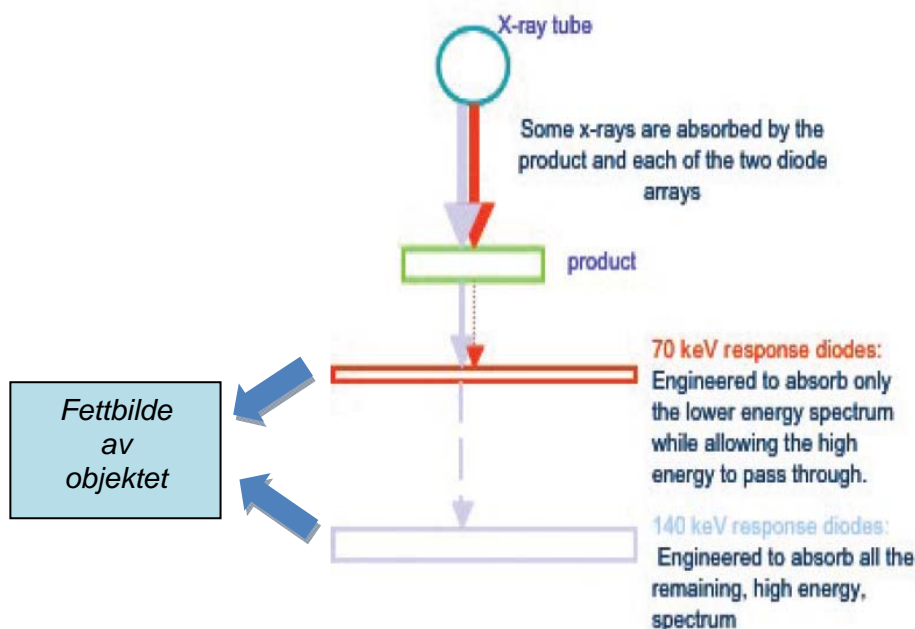 X-ray tube
Some x-rays are absorbed by the
product and each of the two diode
arrays
product
70 keV response diodes:
Engineered to absorb only
the lower energy spectrum
while allowing the high
energy to pass through.
Fettbilde
av
objektet
140 keV response diodes:
Engineered to absorb all the
remaining, high energy,
spectrum